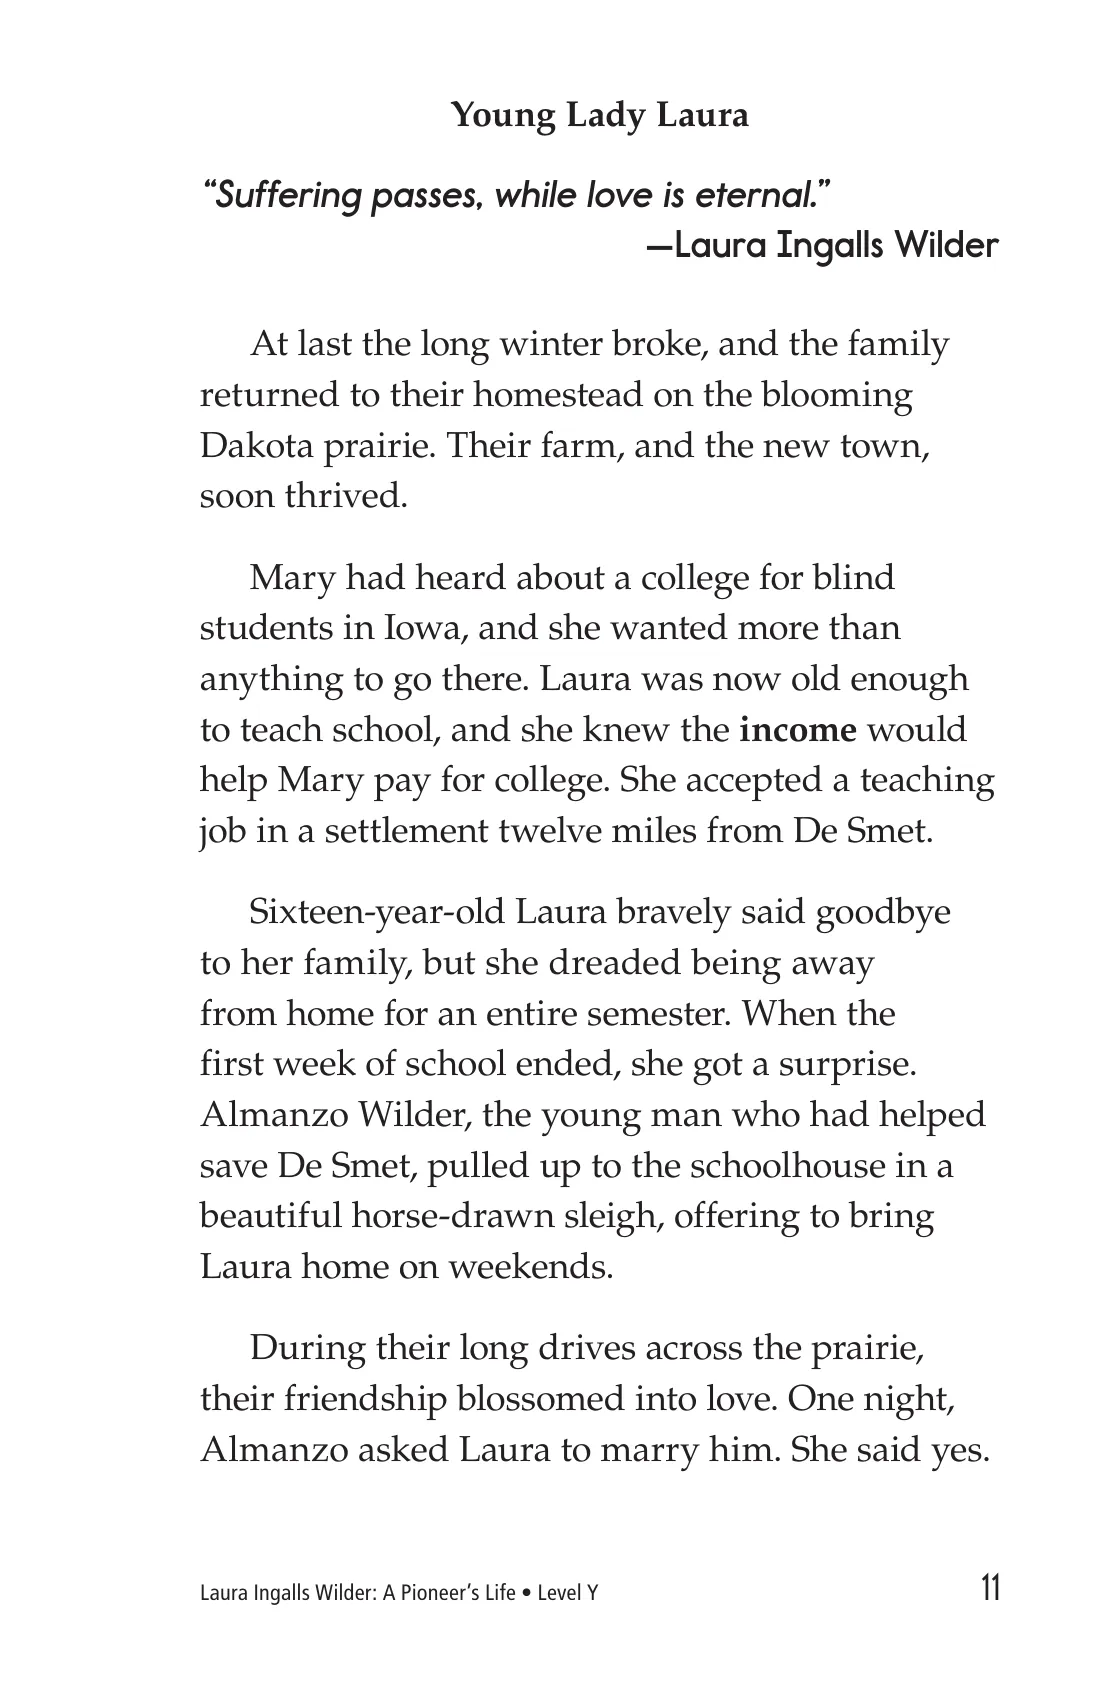 Young Lady Laura
“Suffering passes, while love is eternal.”
—Laura Ingalls Wilder
At last the long winter broke, and the family
returned to their homestead on the blooming
Dakota prairie. Their farm, and the new town,
soon thrived.
Mary had heard about a college for blind
students in Iowa, and she wanted more than
anything to go there. Laura was now old enough
to teach school, and she knew the income would
help Mary pay for college. She accepted a teaching
job in a settlement twelve miles from De Smet.
Sixteen-year-old Laura bravely said goodbye
to her family, but she dreaded being away
from home for an entire semester. When the
first week of school ended, she got a surprise.
Almanzo Wilder, the young man who had helped
save De Smet, pulled up to the schoolhouse in a
beautiful horse-drawn sleigh, offering to bring
Laura home on weekends.
During their long drives across the prairie,
their friendship blossomed into love. One night,
Almanzo asked Laura to marry him. She said yes.
Laura Ingalls Wilder: A Pioneer’s Life • Level Y 11